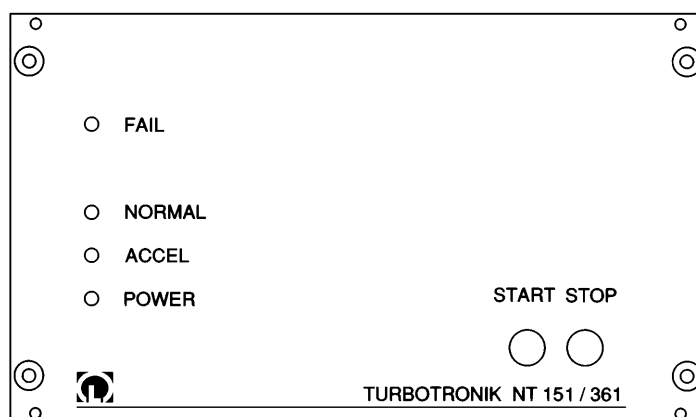 FAIL
NORMAL
ACCEL
POWER
START STOP
L
TURBOTRONIK NT 151 / 361